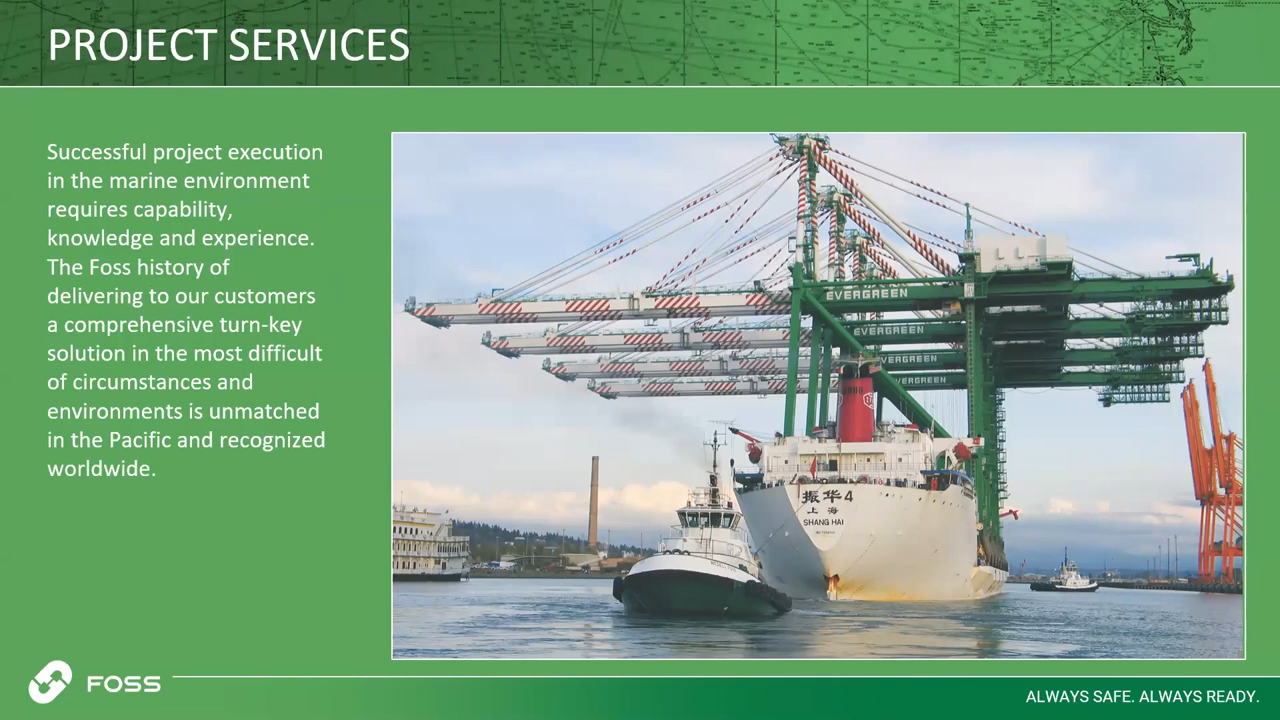 PROJECT SERVICES
Successful project execution
in the marine environment
requires capability,
knowledge and experience.
The Foss history of
delivering to our customers
a comprehensive turn-key
solution in the most difficult
of circumstances and
environments is unmatched
in the Pacific and recognized
worldwide.
EVERGREEN
EVERGREEN
EVERGREEN
EVERGREEN
振华4
上海
SHANG HAI
FOSS
ALWAYS SAFE. ALWAYS READY.